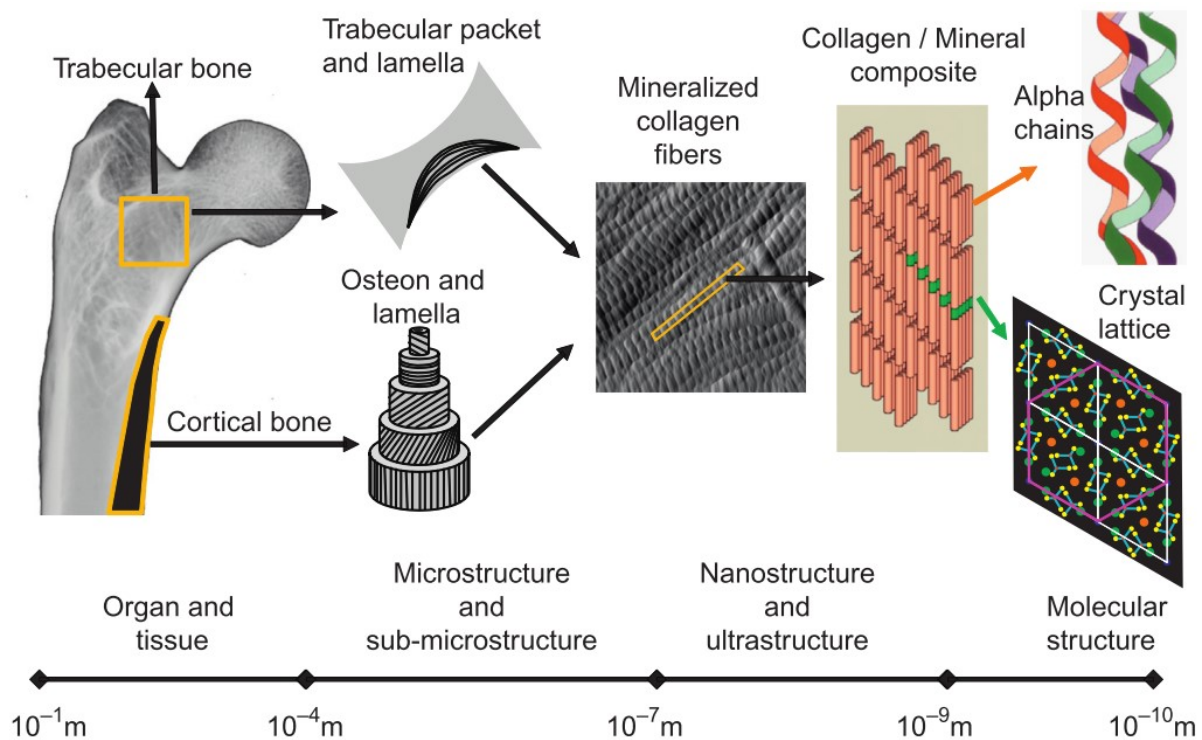 Trabecular bone
Trabecular packet
and lamella
Mineralized
collagen
fibers
Collagen / Mineral
composite
Alpha
chains
Osteon and
lamella
Cortical bone
Crystal
lattice
Organ and
tissue
Microstructure
and
sub-microstructure
Nanostructure
and
ultrastructure
Molecular
structure
10⁻¹m
10⁻⁴m
10⁻⁷m
10⁻⁹m
10⁻¹⁰m